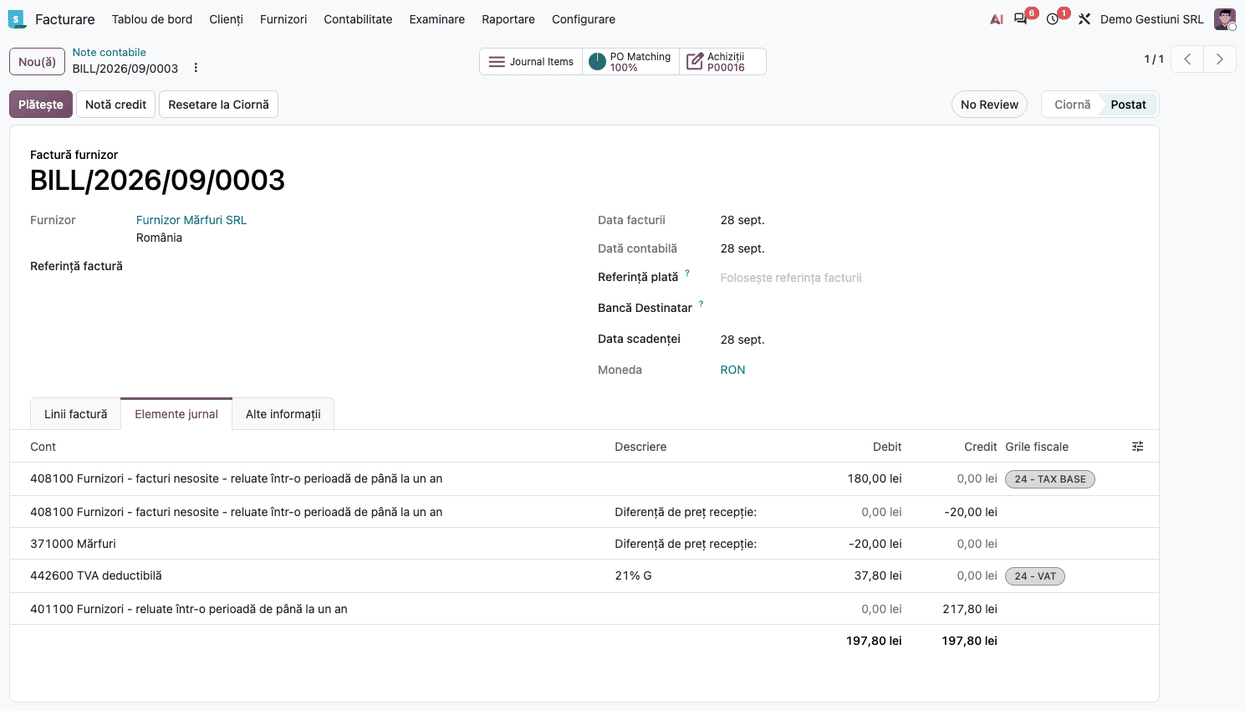 Facturare Tablou de bord Clienți Furnizori Contabilitate Examinare Raportare Configurare AI 6 1 Demo Gestiuni SRL
Nou(ă) Note contabile
BILL/2026/09/0003
Journal Items PO Matching 100% Achiziții P00016 1 / 1
Plătește Notă credit Resetare la Ciornă No Review Ciornă Postat
Factură furnizor
BILL/2026/09/0003
Furnizor Furnizor Mărfuri SRL
România
Referință factură
Data facturii 28 sept.
Dată contabilă 28 sept.
Referință plată ? Folosește referința facturii
Bancă Destinatar ?
Data scadenței 28 sept.
Moneda RON
Linii factură Elemente jurnal Alte informații
Cont Descriere Debit Credit Grile fiscale
408100 Furnizori - facturi nesosite - reluate într-o perioadă de până la un an 180,00 lei 0,00 lei 24 - TAX BASE
408100 Furnizori - facturi nesosite - reluate într-o perioadă de până la un an Diferență de preț recepție: 0,00 lei -20,00 lei
371000 Mărfuri Diferență de preț recepție: -20,00 lei 0,00 lei
442600 TVA deductibilă 21% G 37,80 lei 0,00 lei 24 - VAT
401100 Furnizori - reluate într-o perioadă de până la un an 0,00 lei 217,80 lei
197,80 lei 197,80 lei